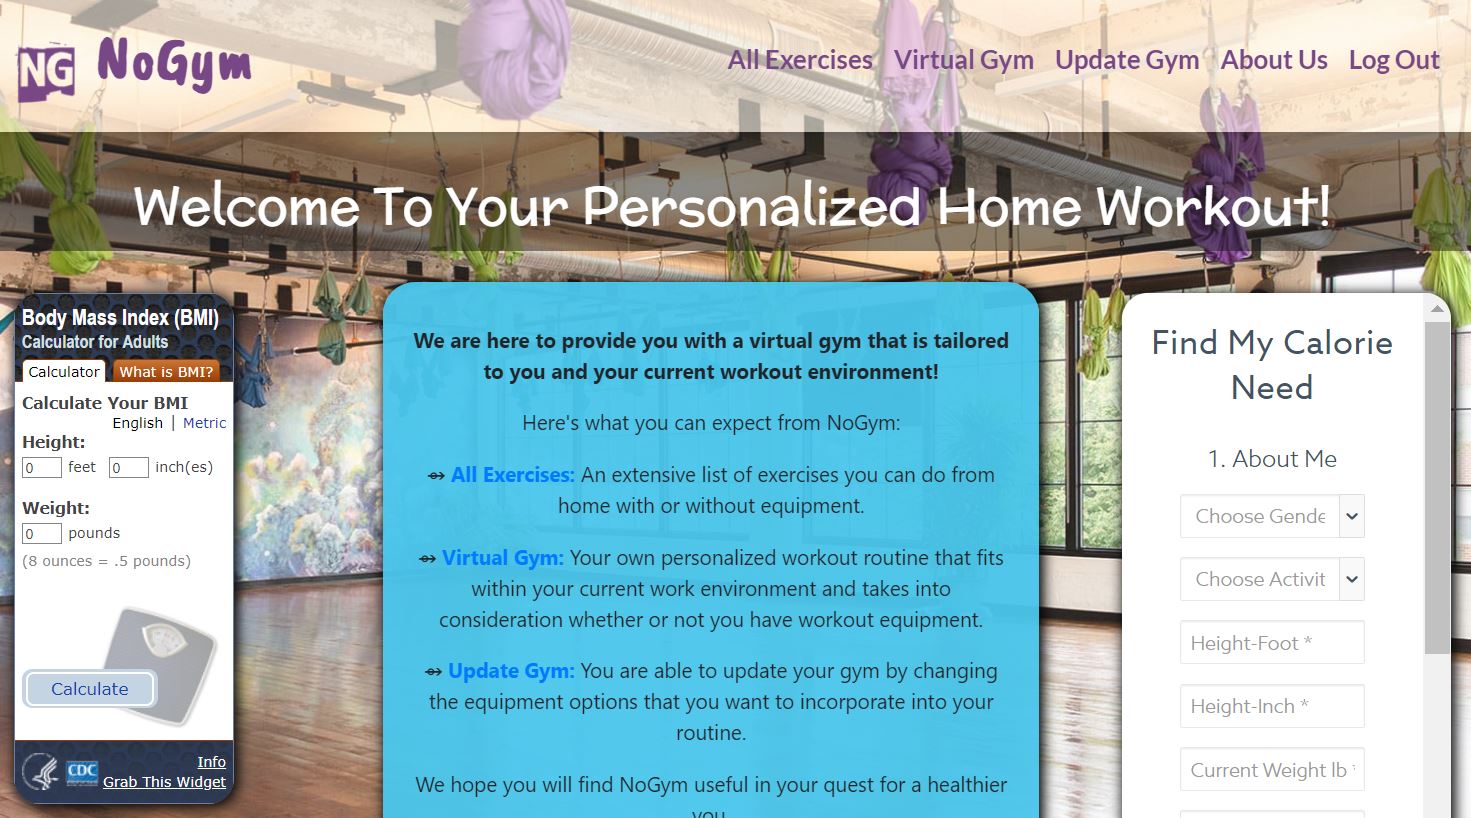 NG NoGym
All Exercises Virtual Gym Update Gym About Us Log Out
Welcome To Your Personalized Home Workout!
Body Mass Index (BMI)
Calculator for Adults
Calculator What is BMI?
Calculate Your BMI
English | Metric
Height:
0 feet 0 inch(es)
Weight:
0 pounds
(8 ounces = .5 pounds)
Calculate
CDC
Info
Grab This Widget
We are here to provide you with a virtual gym that is tailored
to you and your current workout environment!
Here's what you can expect from NoGym:
⇴ All Exercises: An extensive list of exercises you can do from
home with or without equipment.
⇴ Virtual Gym: Your own personalized workout routine that fits
within your current work environment and takes into
consideration whether or not you have workout equipment.
⇴ Update Gym: You are able to update your gym by changing
the equipment options that you want to incorporate into your
routine.
We hope you will find NoGym useful in your quest for a healthier
you
Find My Calorie
Need
1. About Me
Choose Gende
Choose Activit
Height-Foot *
Height-Inch *
Current Weight lb *